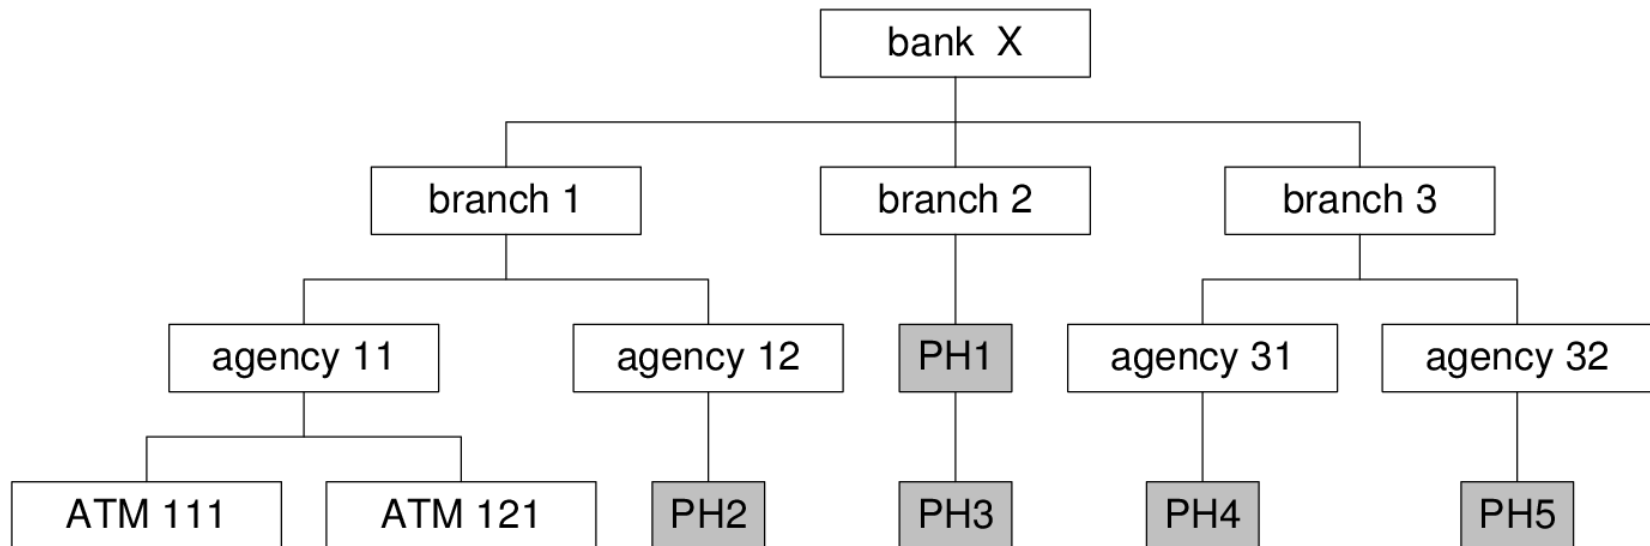 bank X
branch 1
branch 2
branch 3
agency 11
agency 12
PH1
agency 31
agency 32
ATM 111
ATM 121
PH2
PH3
PH4
PH5